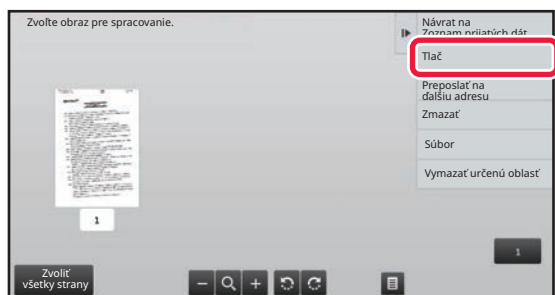 Zvoľte obraz pre spracovanie.
Návrat na
Zoznam prijatých dát
Tlač
Preposlať na
ďalšiu adresu
Zmazať
Súbor
Vymazať určenú oblasť
1
1
Zvoliť
všetky strany